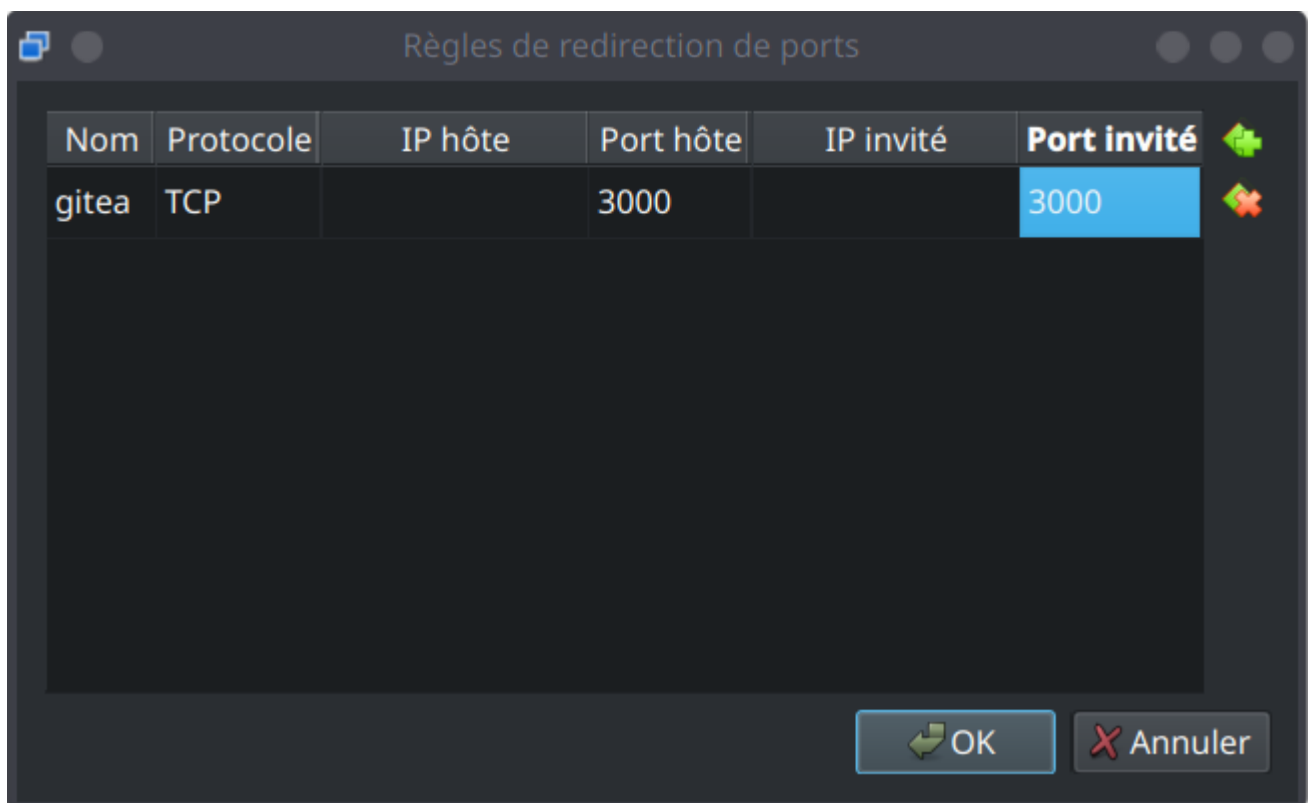 Règles de redirection de ports
Nom Protocole IP hôte Port hôte IP invité Port invité
gitea TCP 3000 3000
OK Annuler